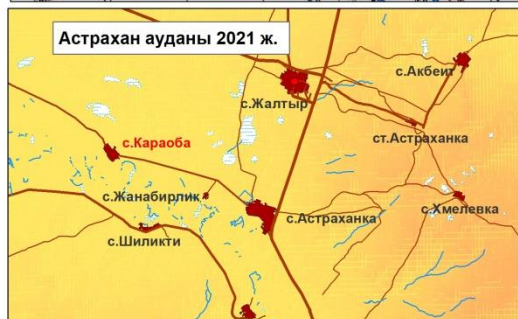 Астрахан ауданы 2021 ж.
с.Акбеит
с.Жалтыр
ст.Астраханка
с.Караоба
с.Жанабирлик
с.Астраханка
с.Хмелевка
с.Шиликти